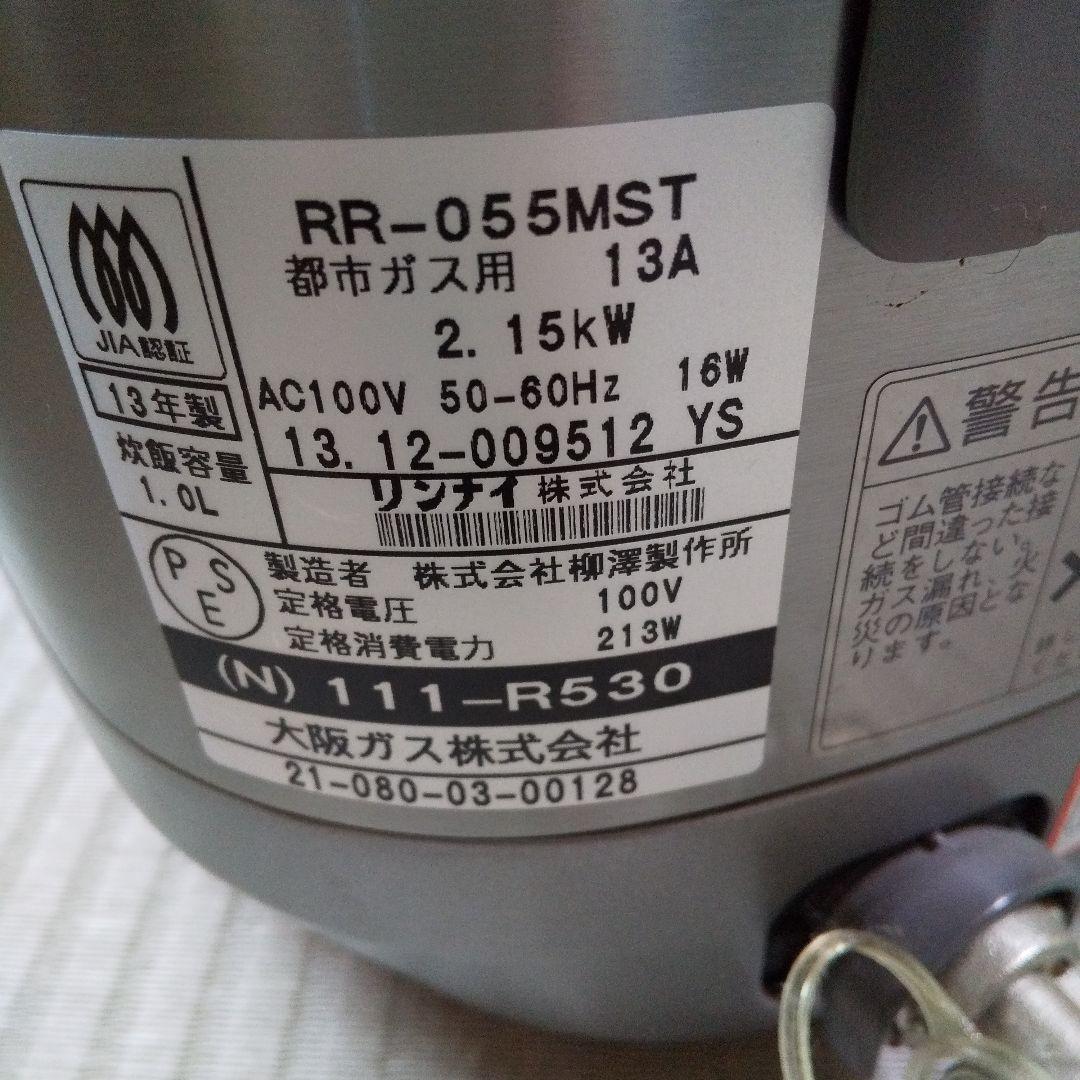 RR-055MST
都市ガス用 13A
2.15kW
AC100V 50-60Hz 16W
13.12-009512 YS
リンナイ株式会社
JIA認証
13年製
炊飯容量
1.0L
PSE
製造者 株式会社柳澤製作所
定格電圧 100V
定格消費電力 213W
(N) 111-R530
大阪ガス株式会社
21-080-03-00128
警告
ゴム管接続な
ど間違った接
続をしない。
ガス漏れ、火
災の原因とな
ります。